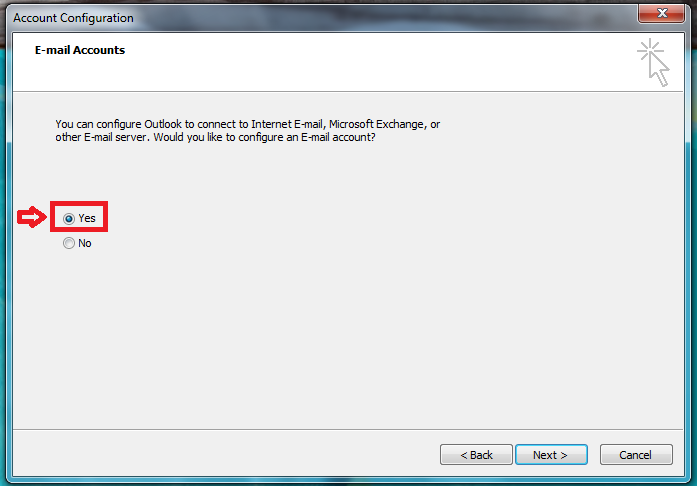 Account Configuration
E-mail Accounts
You can configure Outlook to connect to Internet E-mail, Microsoft Exchange, or
other E-mail server. Would you like to configure an E-mail account?
Yes
No
< Back
Next >
Cancel